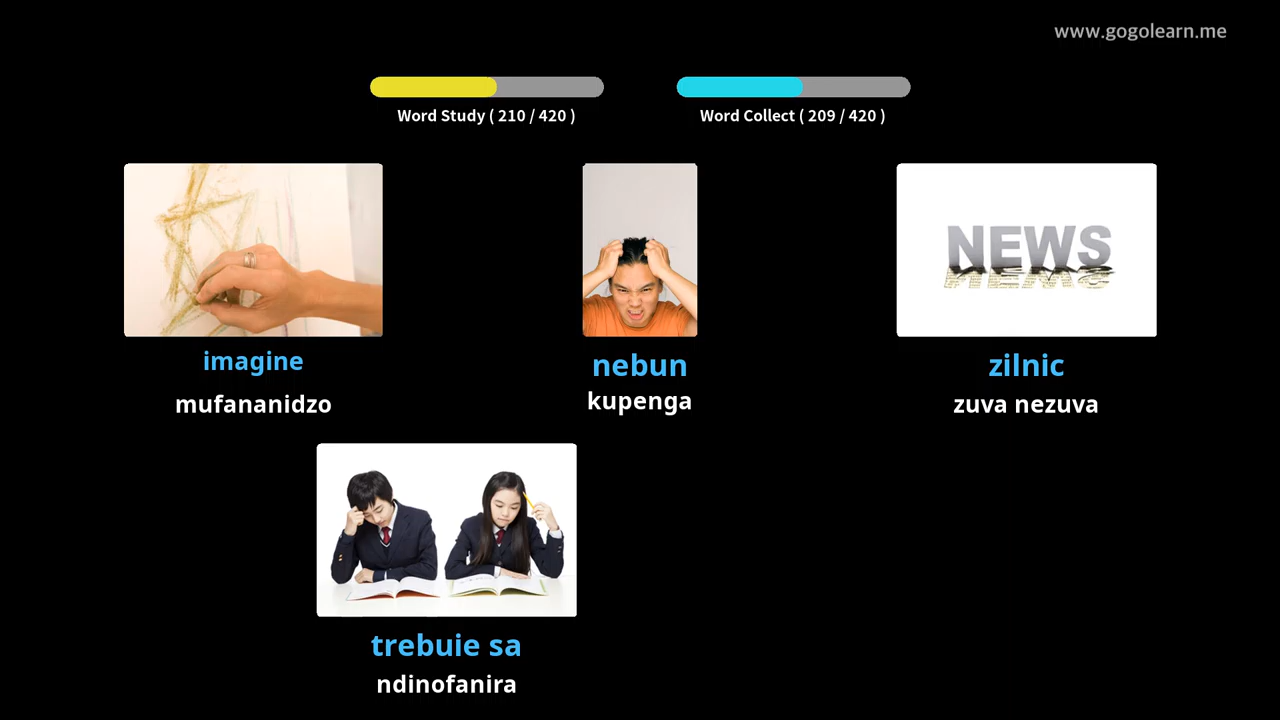 www.gogolearn.me
Word Study ( 210 / 420 )
Word Collect ( 209 / 420 )
NEWS
imagine
mufananidzo
nebun
kupenga
zilnic
zuva nezuva
trebuie sa
ndinofanira